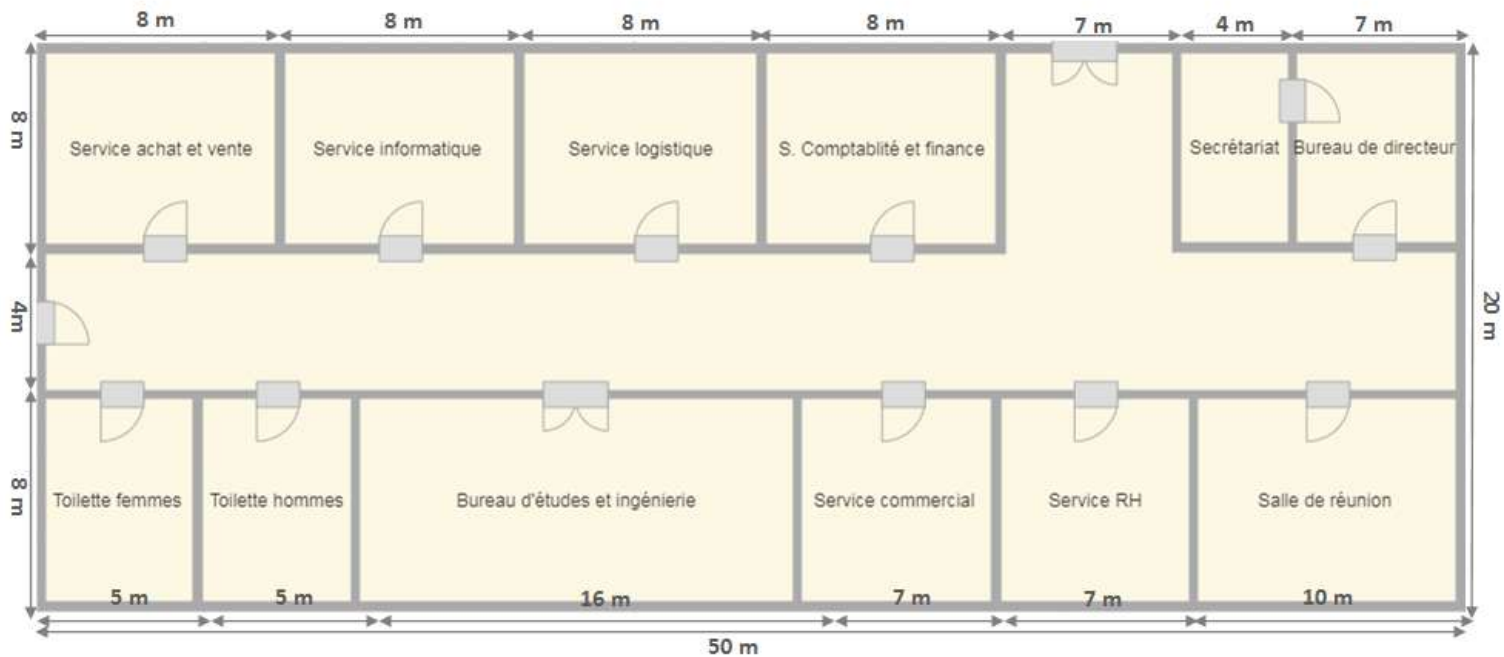 8 m
8 m
8 m
8 m
7 m
4 m
7 m
8 m
Service achat et vente
Service informatique
Service logistique
S. Comptablité et finance
Secrétariat
Bureau de directeur
4m
20 m
8 m
Toilette femmes
Toilette hommes
Bureau d'études et ingénierie
Service commercial
Service RH
Salle de réunion
5 m
5 m
16 m
7 m
7 m
10 m
50 m